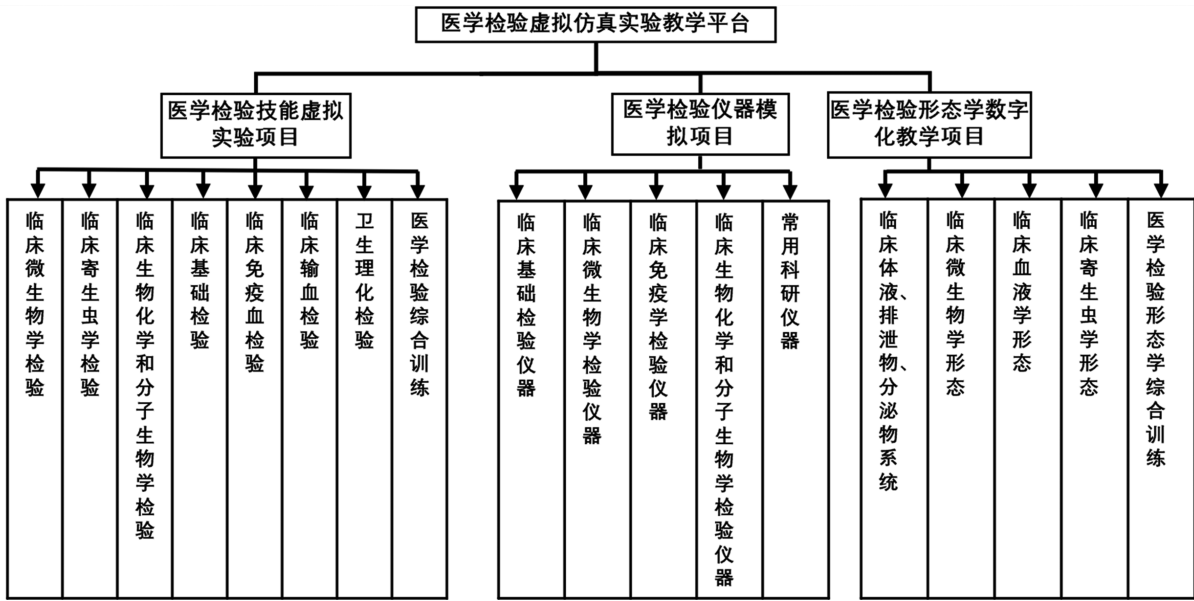 医学检验虚拟仿真实验教学平台
医学检验技能虚拟
实验项目
医学检验仪器模
拟项目
医学检验形态学数字
化教学项目
临床微生物学检验
临床寄生虫学检验
临床生物化学和分子生物学检验
临床基础检验
临床免疫血检验
临床输血检验
卫生理化检验
医学检验综合训练
临床基础检验仪器
临床微生物学检验仪器
临床免疫学检验仪器
临床生物化学和分子生物学检验仪器
常用科研仪器
临床体液、排泄物、分泌物系统
临床微生物学形态
临床血液学形态
临床寄生虫学形态
医学检验形态学综合训练